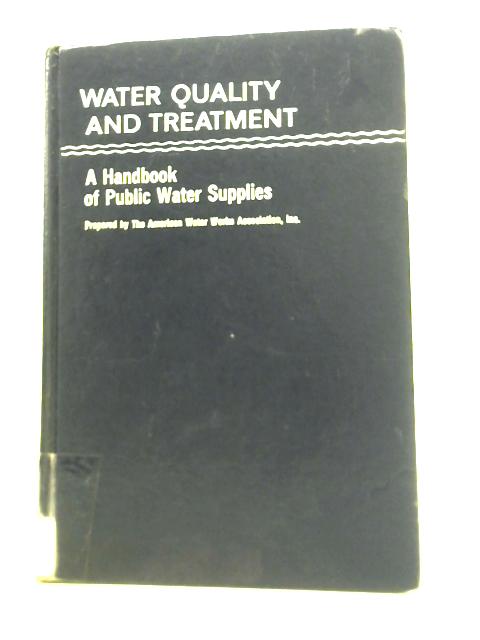 WATER QUALITY
AND TREATMENT
A Handbook
of Public Water Supplies
Prepared by The American Water Works Association, Inc.